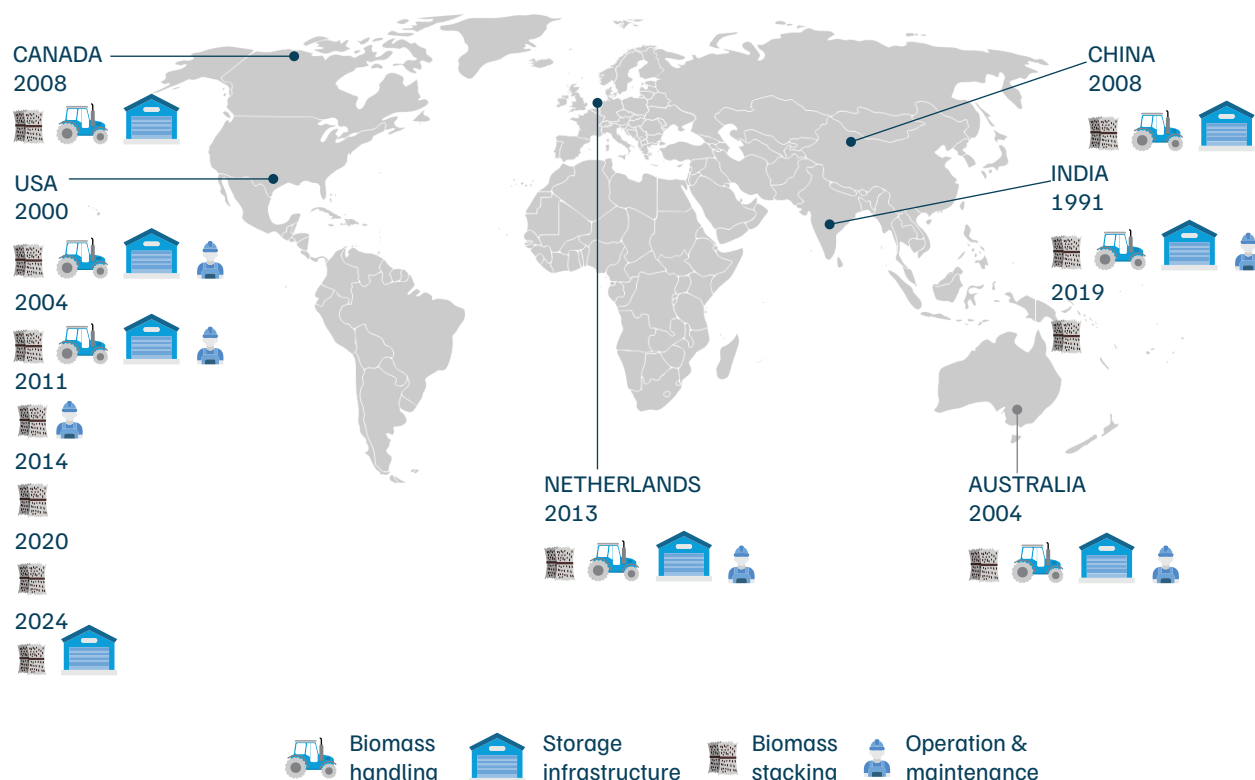 CANADA
2008
USA
2000
2004
2011
2014
2020
2024
NETHERLANDS
2013
CHINA
2008
INDIA
1991
2019
AUSTRALIA
2004
Biomass
handling
Storage
infrastructure
Biomass
stacking
Operation &
maintenance